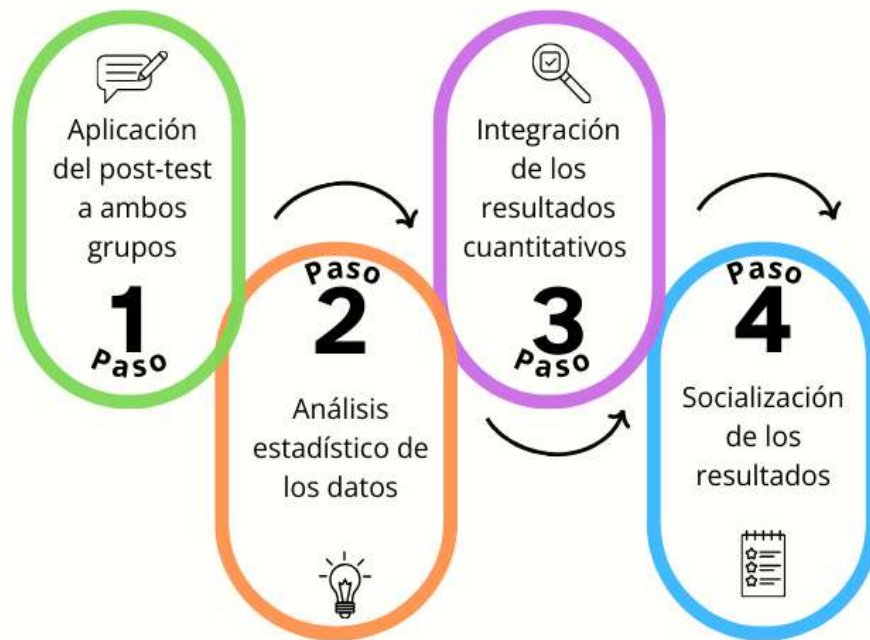 Aplicación
del post-test
a ambos
grupos
1
Paso
Paso
2
Análisis
estadístico de
los datos
Integración
de los
resultados
cuantitativos
3
Paso
Paso
4
Socialización
de los
resultados